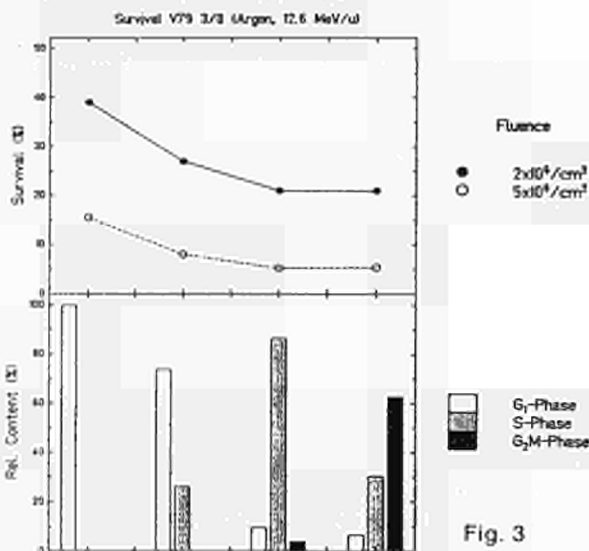 Survival V79 3/8 (Argon, 12.6 MeV/u)
50
40
30
20
10
0
Survival (%)
Fluence
2x10⁶/cm²
5x10⁶/cm²
100
80
60
40
20
Rel. Content (%)
G₁-Phase
S-Phase
G₂M-Phase
Fig. 3